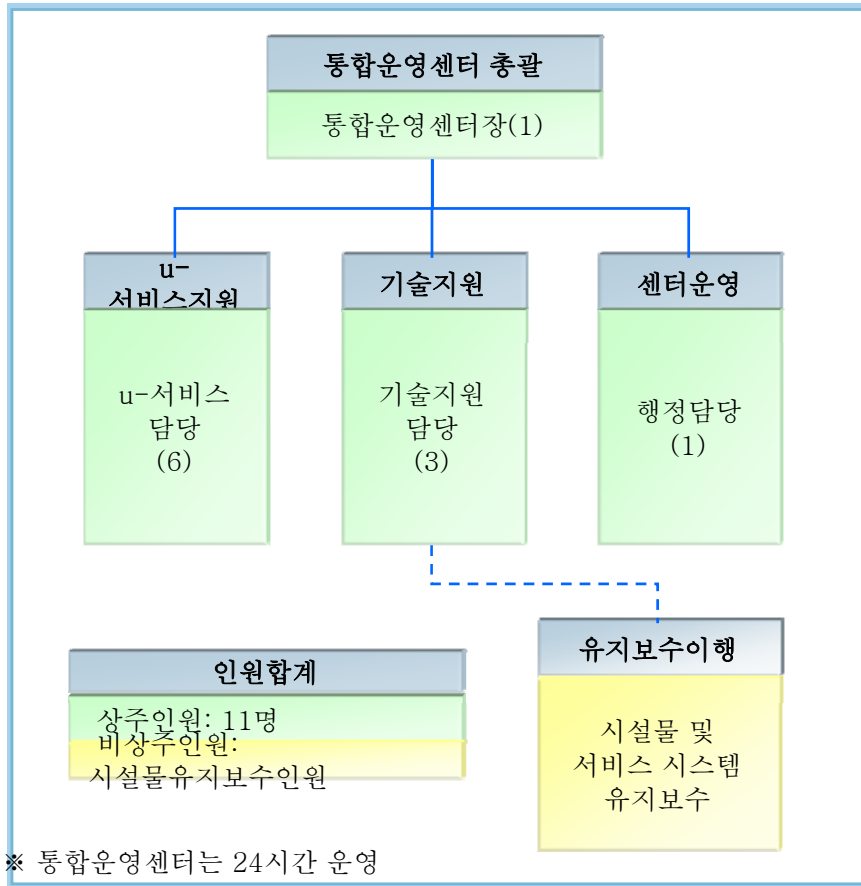 통합운영센터 총괄
통합운영센터장(1)
u-
서비스지원
기술지원
센터운영
u-서비스
담당
(6)
기술지원
담당
(3)
행정담당
(1)
인원합계
상주인원: 11명
비상주인원:
시설물유지보수인원
유지보수이행
시설물 및
서비스 시스템
유지보수
※ 통합운영센터는 24시간 운영